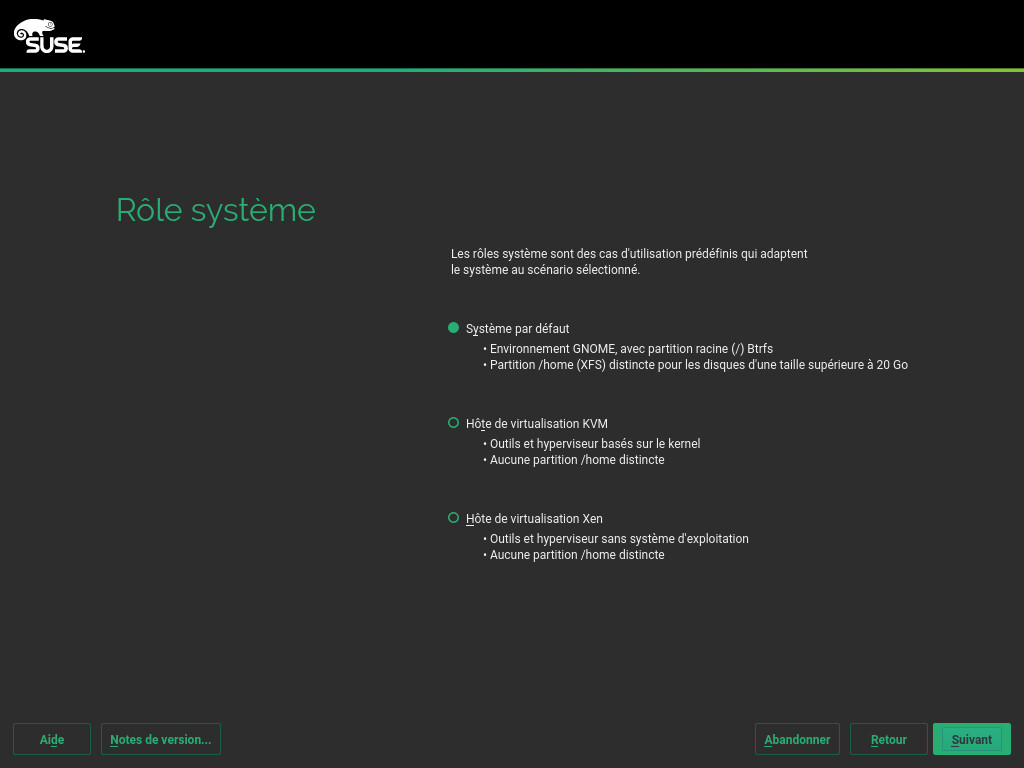 SUSE.
Rôle système
Les rôles système sont des cas d'utilisation prédéfinis qui adaptent
le système au scénario sélectionné.
Système par défaut
• Environnement GNOME, avec partition racine (/) Btrfs
• Partition /home (XFS) distincte pour les disques d'une taille supérieure à 20 Go
Hôte de virtualisation KVM
• Outils et hyperviseur basés sur le kernel
• Aucune partition /home distincte
Hôte de virtualisation Xen
• Outils et hyperviseur sans système d'exploitation
• Aucune partition /home distincte
Aide Notes de version... Abandonner Retour Suivant